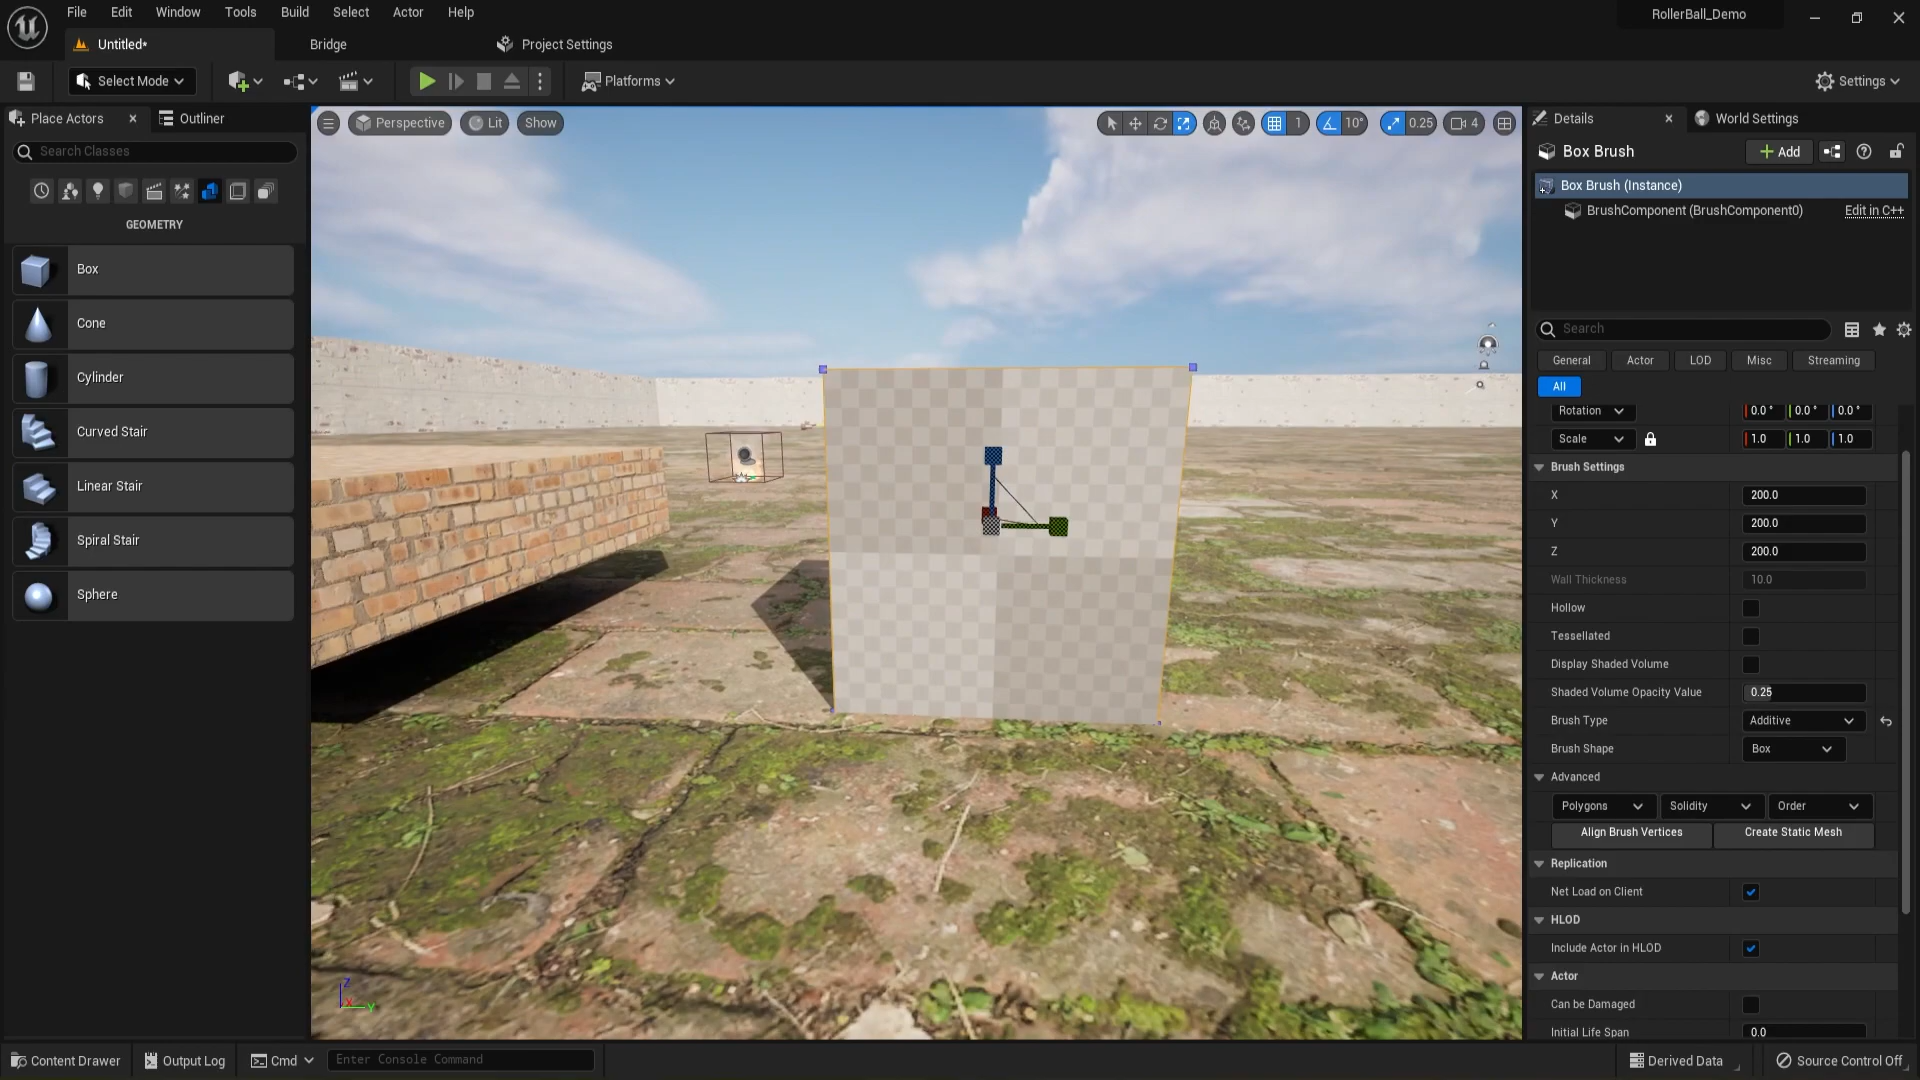 File Edit Window Tools Build Select Actor Help
RollerBall_Demo
Untitled*
Bridge
Project Settings
Select Mode
Platforms
Settings
Place Actors
Outliner
Search Classes
GEOMETRY
Box
Cone
Cylinder
Curved Stair
Linear Stair
Spiral Stair
Sphere
Perspective
Lit
Show
1
10°
0.25
4
Z
X
Y
Details
World Settings
Box Brush
+ Add
Box Brush (Instance)
BrushComponent (BrushComponent0) Edit in C++
Search
General Actor LOD Misc Streaming
All
Rotation 0.0 ° 0.0 ° 0.0 °
Scale 1.0 1.0 1.0
Brush Settings
X 200.0
Y 200.0
Z 200.0
Wall Thickness 10.0
Hollow
Tessellated
Display Shaded Volume
Shaded Volume Opacity Value 0.25
Brush Type Additive
Brush Shape Box
Advanced
Polygons Solidity Order
Align Brush Vertices Create Static Mesh
Replication
Net Load on Client
HLOD
Include Actor in HLOD
Actor
Can be Damaged
Initial Life Span 0.0
Content Drawer
Output Log
Cmd
Enter Console Command
Derived Data
Source Control Off